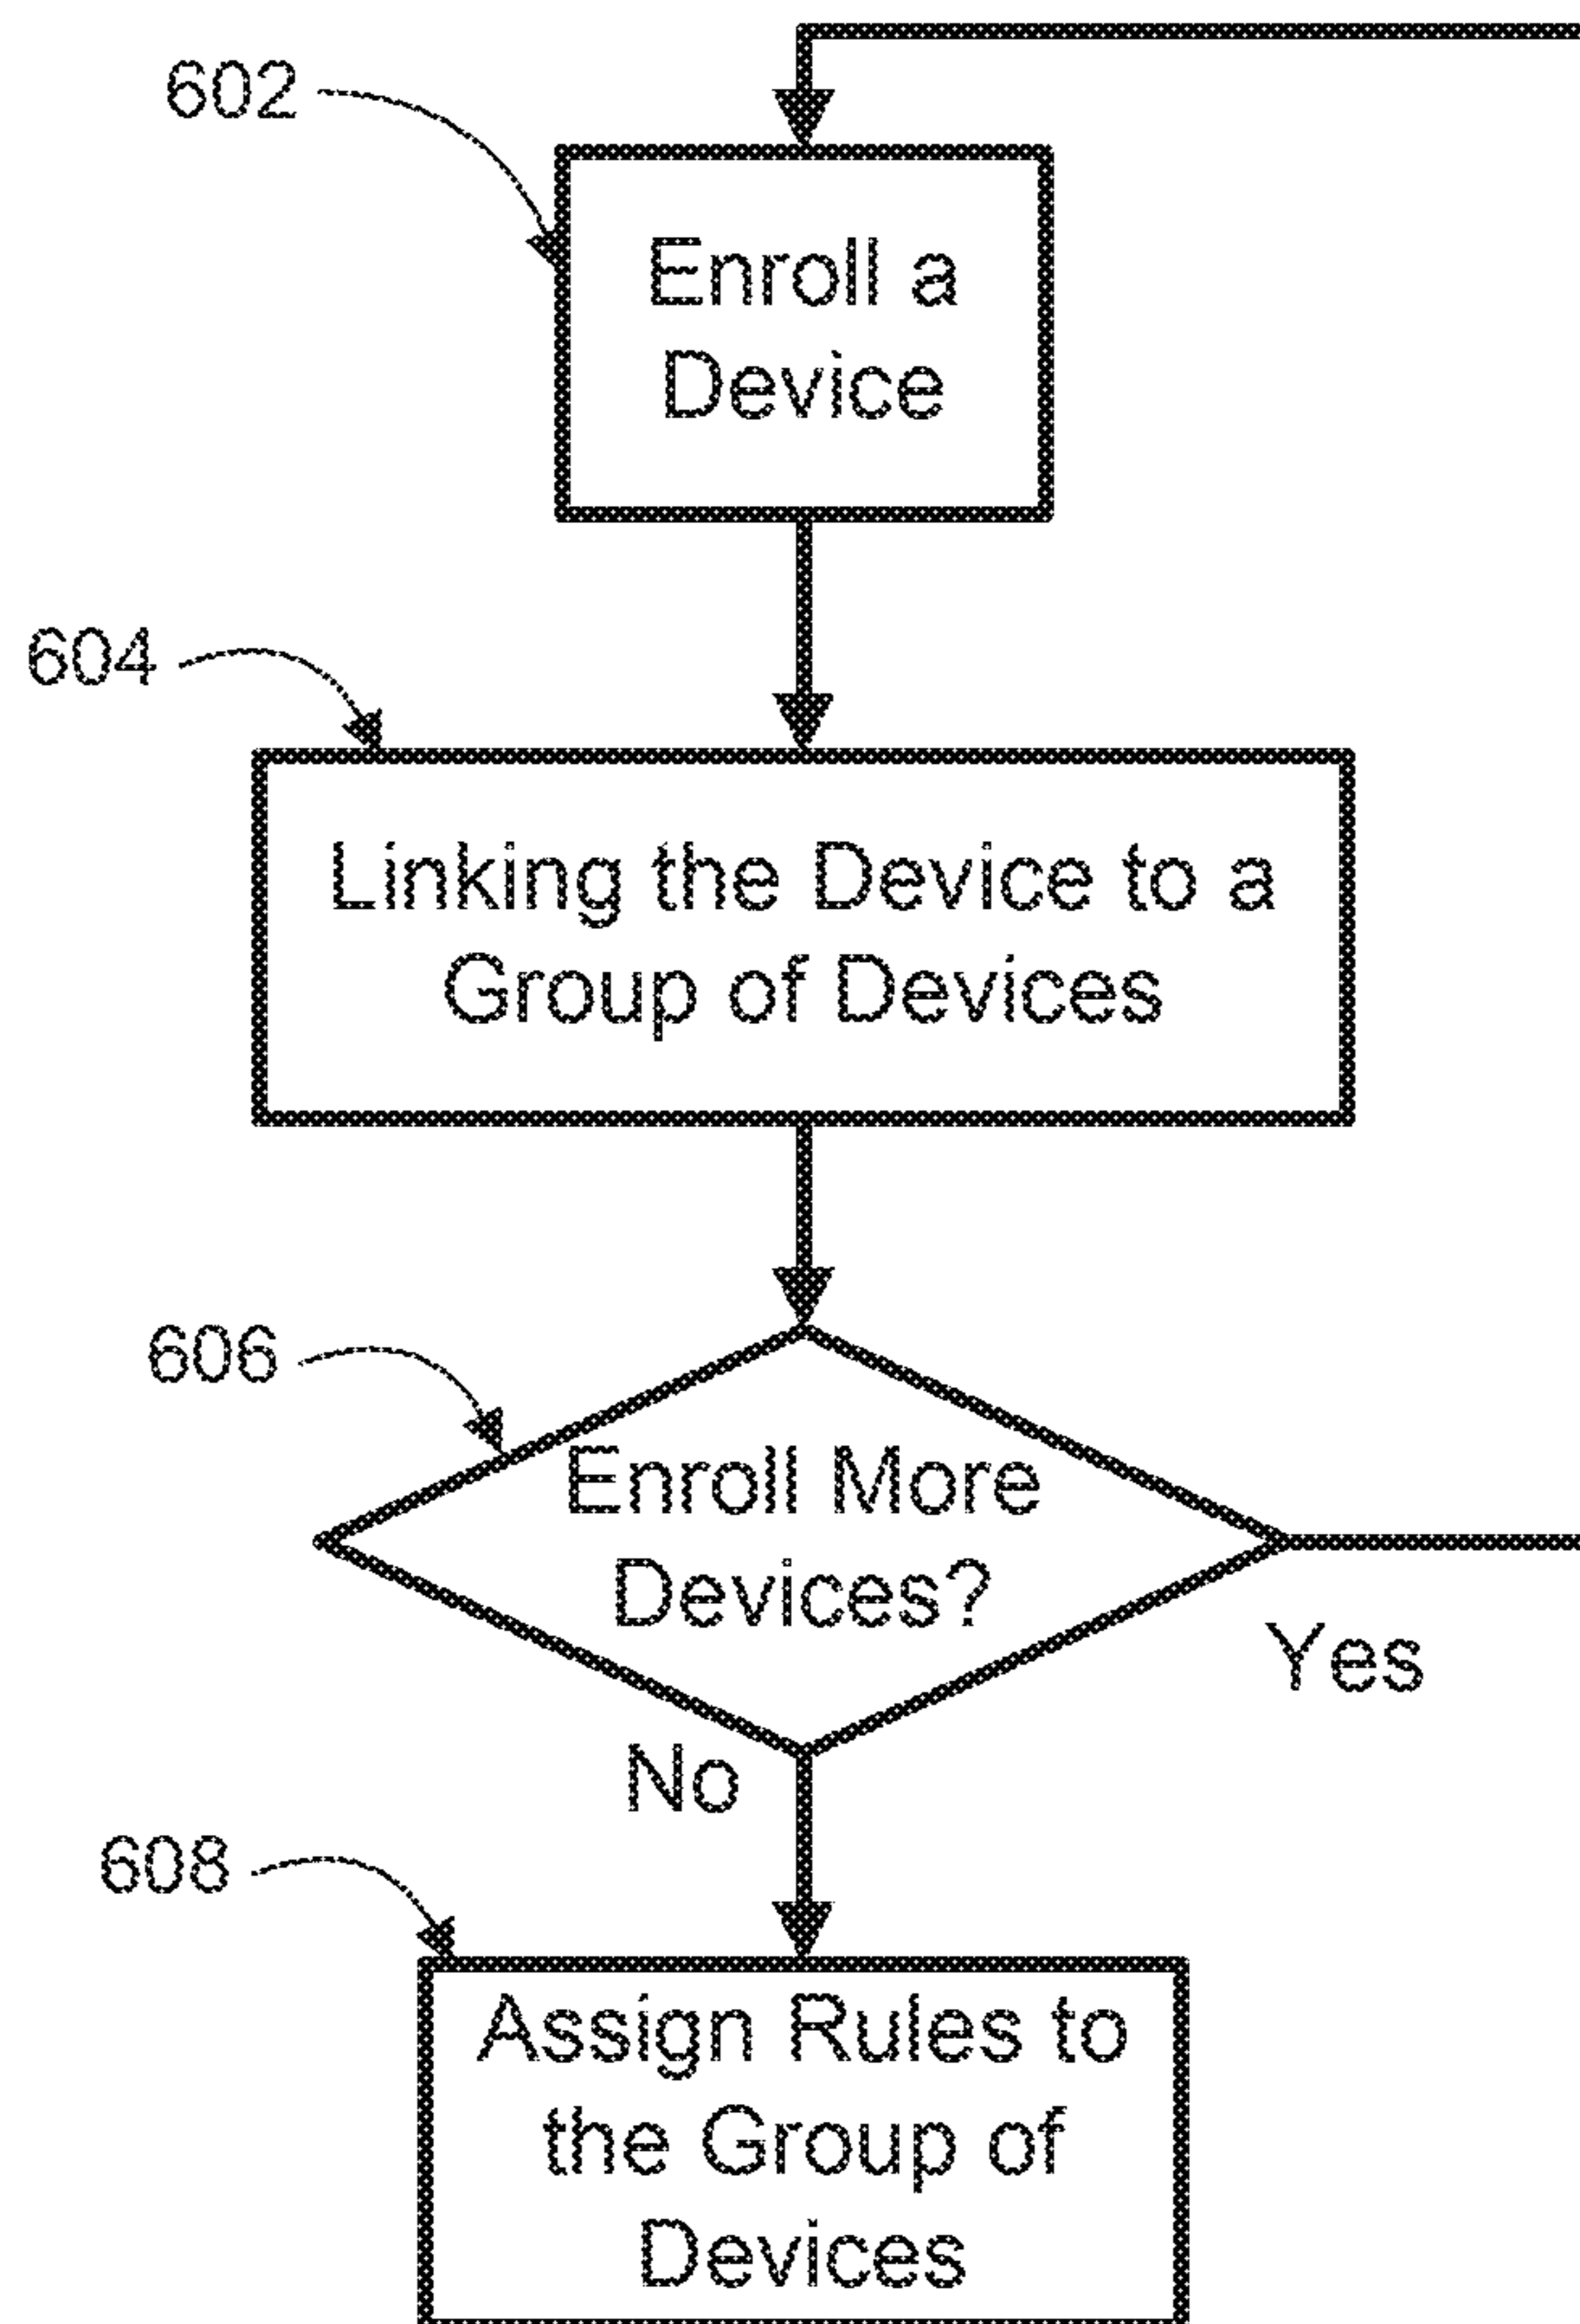 602
Enroll a
Device
604
Linking the Device to a
Group of Devices
606
Enroll More
Devices?
Yes
No
608
Assign Rules to
the Group of
Devices